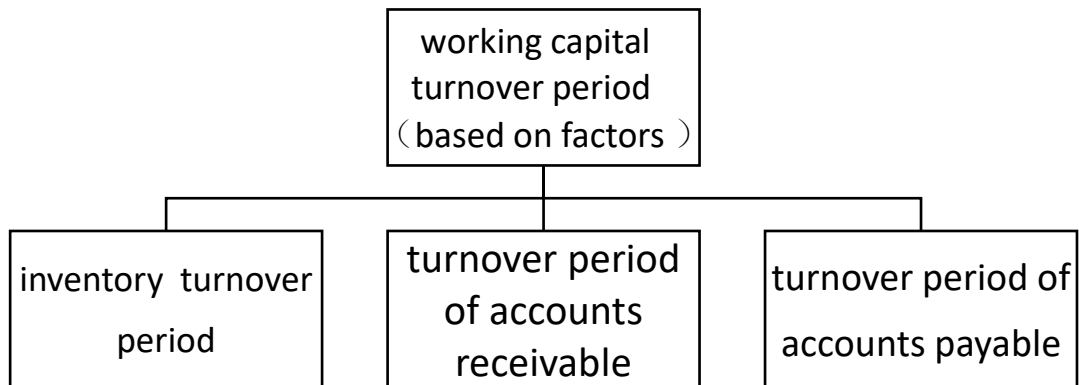 working capital
turnover period
（based on factors ）
inventory turnover
period
turnover period
of accounts
receivable
turnover period of
accounts payable